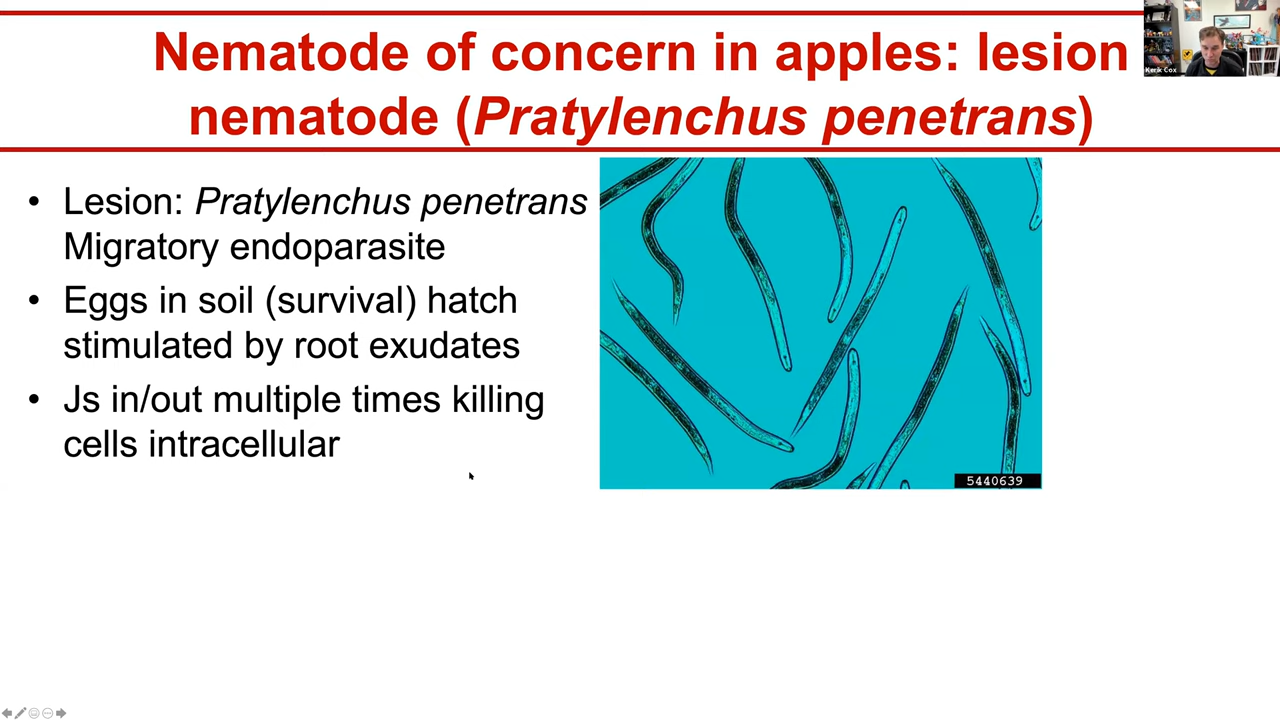 Nematode of concern in apples: lesion
nematode (Pratylenchus penetrans)
Kerik Cox
• Lesion: Pratylenchus penetrans
Migratory endoparasite
• Eggs in soil (survival) hatch
stimulated by root exudates
• Js in/out multiple times killing
cells intracellular
5440639